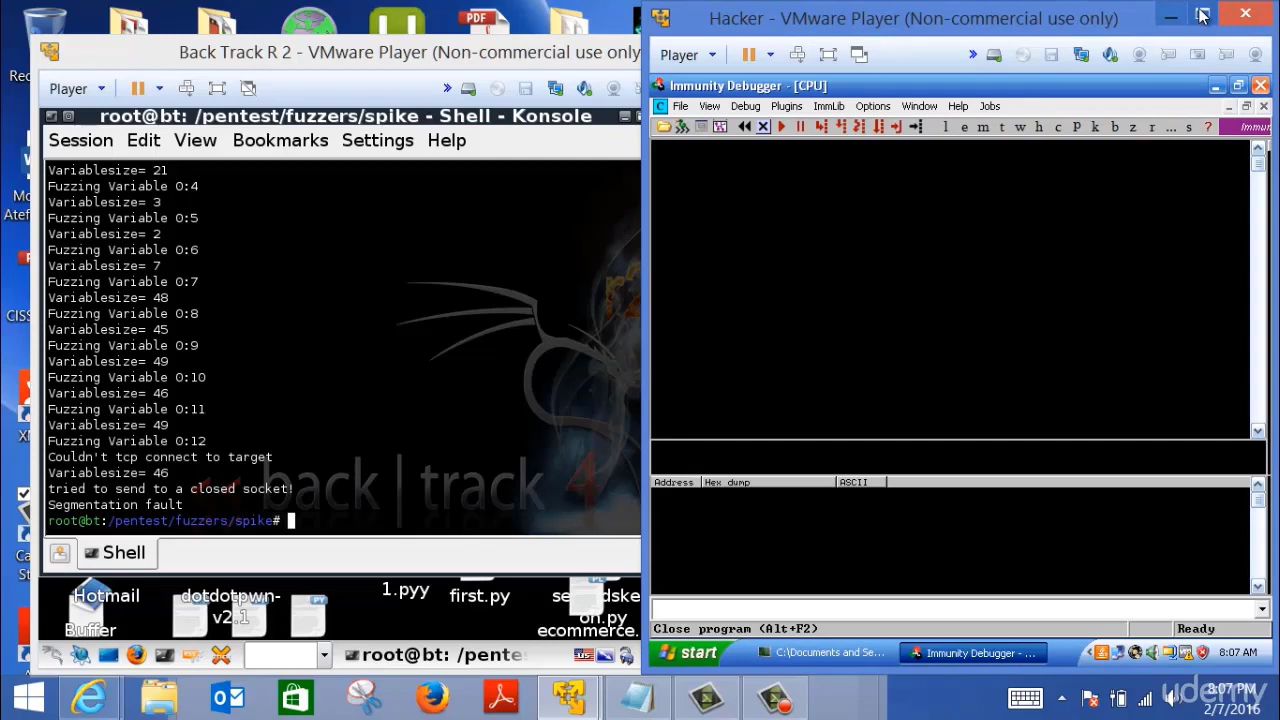 Hacker - VMware Player (Non-commercial use only)
Back Track R 2 - VMware Player (Non-commercial use only
Player
Player
Immunity Debugger - [CPU]
C File View Debug Plugins ImmLib Options Window Help Jobs
l e m t w h c P k b z r ... s ?
root@bt: /pentest/fuzzers/spike - Shell - Konsole
Session Edit View Bookmarks Settings Help
Variablesize= 21
Fuzzing Variable 0:4
Variablesize= 3
Fuzzing Variable 0:5
Variablesize= 2
Fuzzing Variable 0:6
Variablesize= 7
Fuzzing Variable 0:7
Variablesize= 48
Fuzzing Variable 0:8
Variablesize= 45
Fuzzing Variable 0:9
Variablesize= 49
Fuzzing Variable 0:10
Variablesize= 46
Fuzzing Variable 0:11
Variablesize= 49
Fuzzing Variable 0:12
Couldn't tcp connect to target
Variablesize= 46
tried to send to a closed socket!
Segmentation fault
root@bt:/pentest/fuzzers/spike#
back | track 4
Shell
Address Hex dump ASCII
Close program (Alt+F2)
Ready
start
C:\Documents and Se...
Immunity Debugger - ...
8:07 AM
Hotmail
Buffer
dotdotpwn-
v2.1
1.pyy
first.py
ecommerce.
root@bt: /pente
PDF
CISS
udemy
8:07 PM
2/7/2016